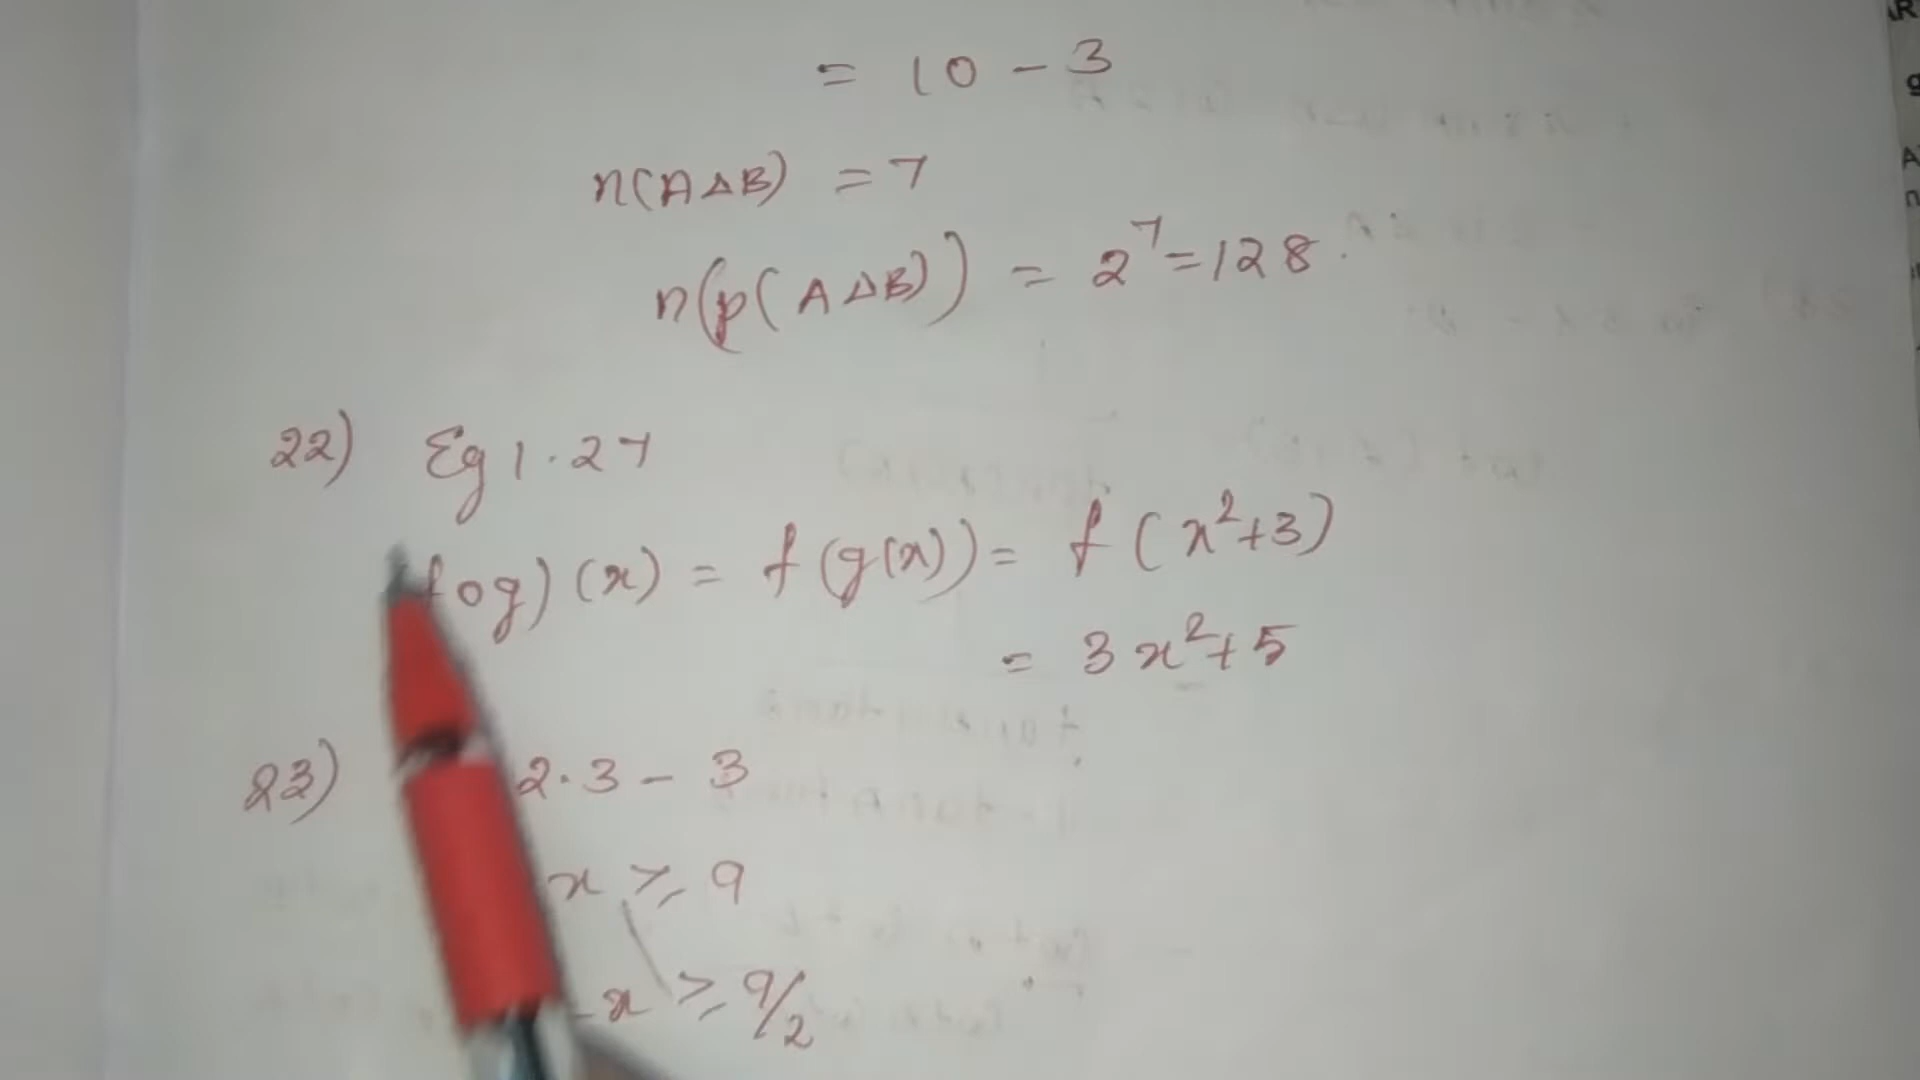 = 10 - 3
n(A∆B) = 7
n(p(A∆B)) = 2⁷ = 128.
22) Eg 1.27
fog)(x) = f(g(x)) = f(x²+3)
= 3x²+5
23) 2.3 - 3
x ≥ 9
-x ≥ 9/2